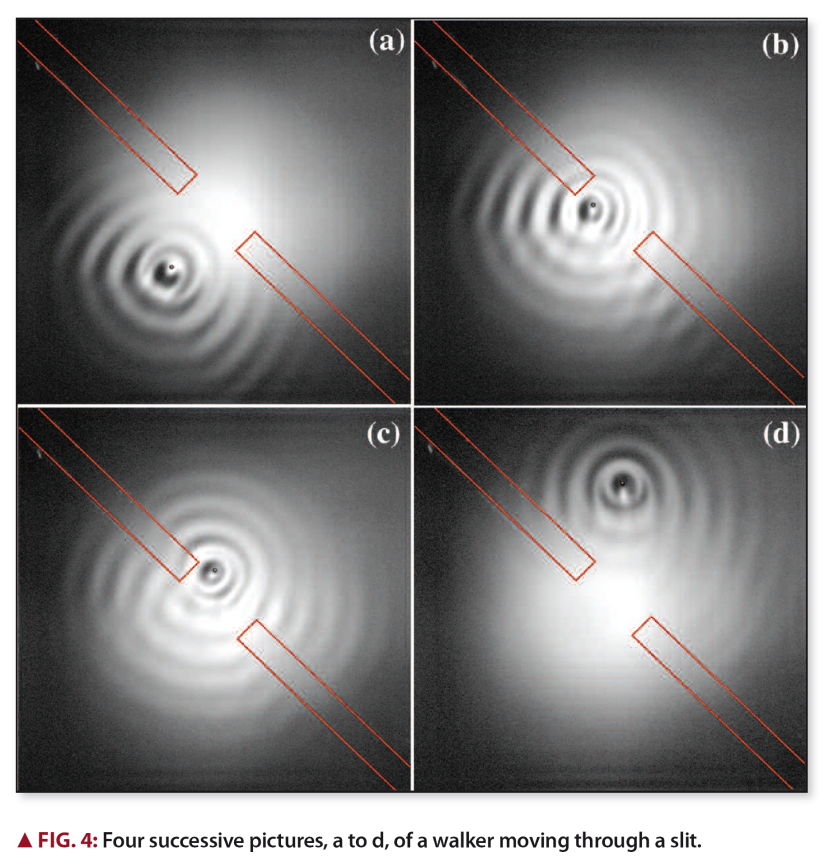 (a)
(b)
(c)
(d)
▲ FIG. 4: Four successive pictures, a to d, of a walker moving through a slit.